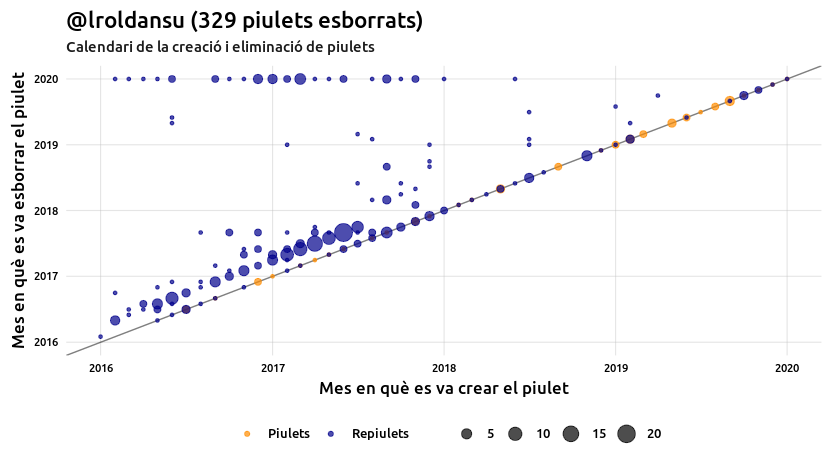 @lroldansu (329 piulets esborrats)
Calendari de la creació i eliminació de piulets
Mes en què es va esborrar el piulet
2020
2019
2018
2017
2016
2016 2017 2018 2019 2020
Mes en què es va crear el piulet
Piulets Repiulets 5 10 15 20